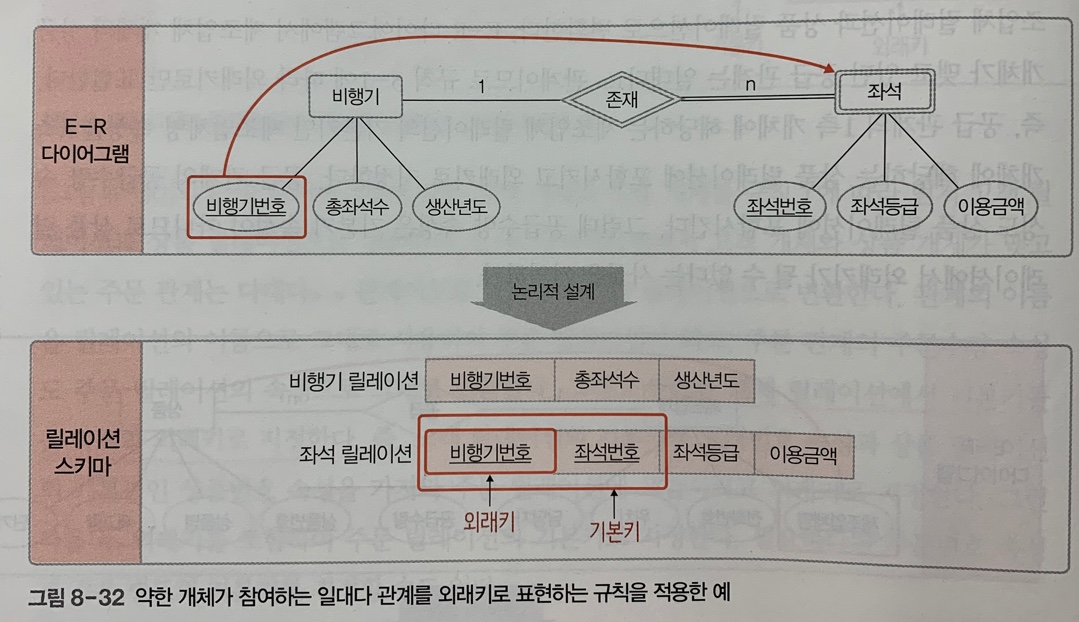 E-R
다이어그램
비행기
1
존재
n
좌석
비행기번호
총좌석수
생산년도
좌석번호
좌석등급
이용금액
논리적 설계
릴레이션
스키마
비행기 릴레이션 비행기번호 총좌석수 생산년도
좌석 릴레이션 비행기번호 좌석번호 좌석등급 이용금액
외래키
기본키
그림 8-32 약한 개체가 참여하는 일대다 관계를 외래키로 표현하는 규칙을 적용한 예